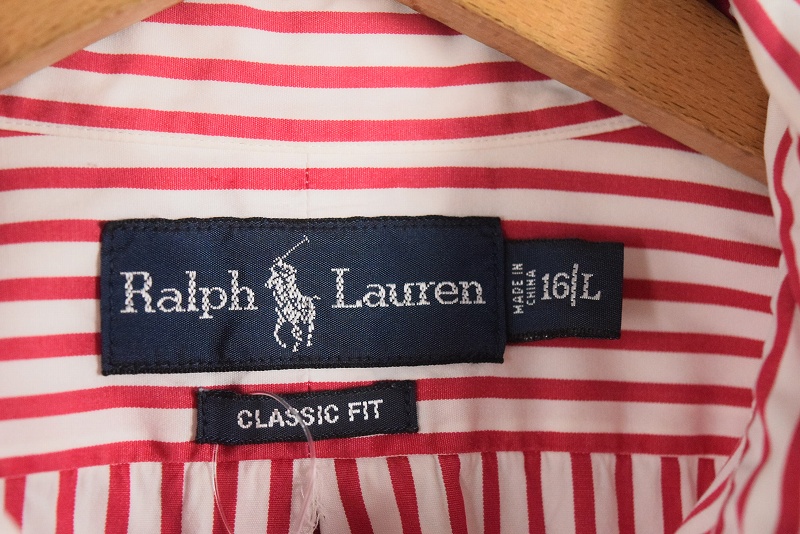 Ralph Lauren
MADE IN
CHINA
16/L
CLASSIC FIT